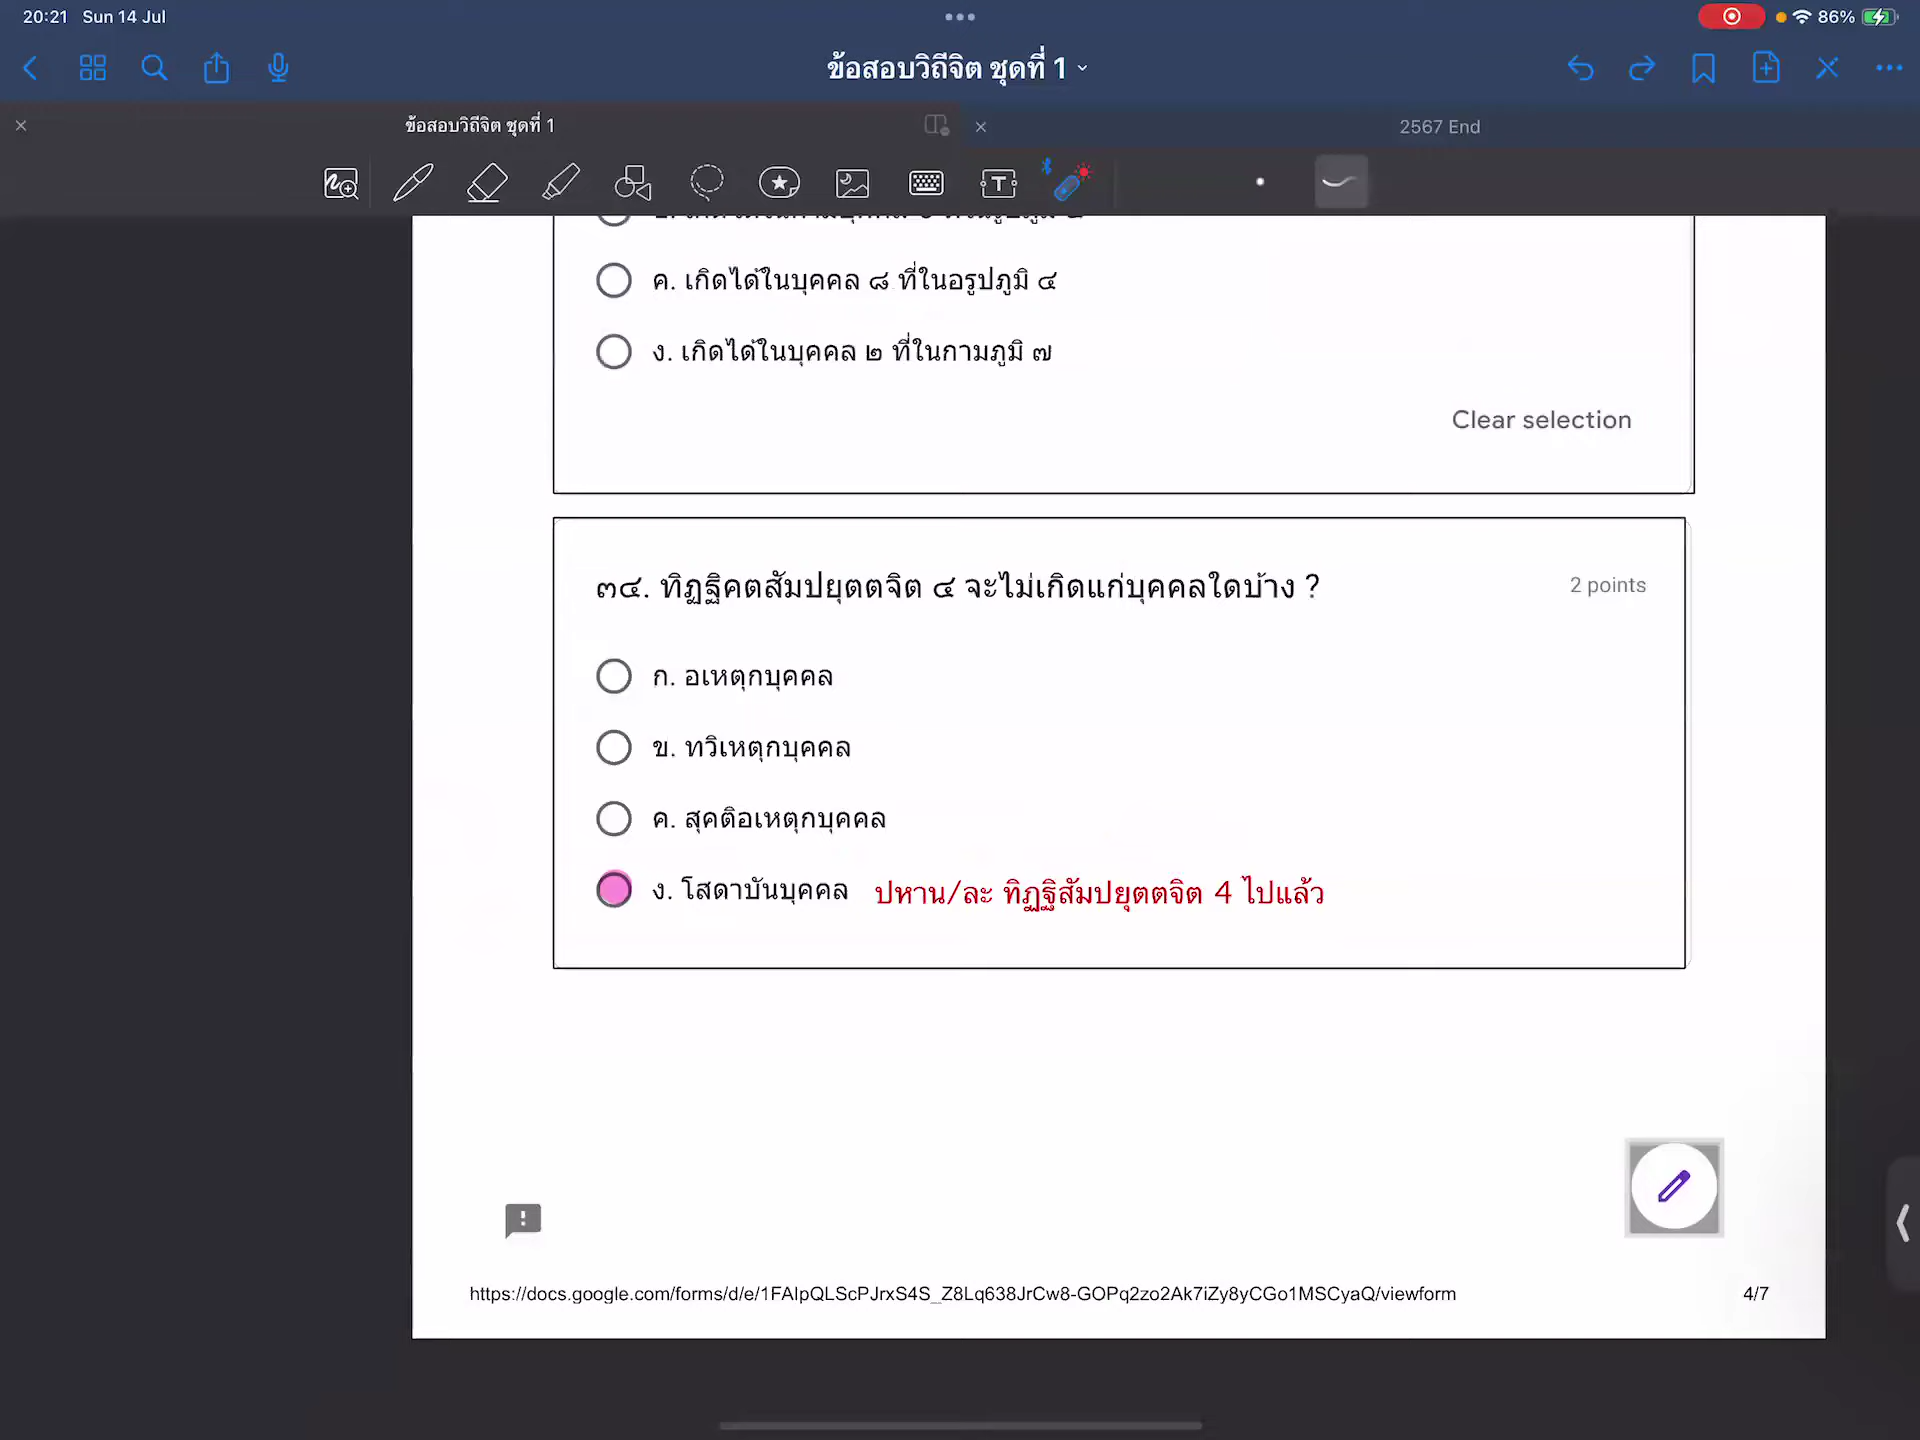 20:21 Sun 14 Jul
86%
ข้อสอบวิถีจิต ชุดที่ 1
ข้อสอบวิถีจิต ชุดที่ 1
2567 End
ค. เกิดได้ในบุคคล ๘ ที่ในอรูปภูมิ ๔
ง. เกิดได้ในบุคคล ๒ ที่ในกามภูมิ ๗
Clear selection
๓๔. ทิฏฐิคตสัมปยุตตจิต ๔ จะไม่เกิดแก่บุคคลใดบ้าง ?
2 points
ก. อเหตุกบุคคล
ข. ทวิเหตุกบุคคล
ค. สุคติอเหตุกบุคคล
ง. โสดาบันบุคคล ปหาน/ละ ทิฏฐิสัมปยุตตจิต 4 ไปแล้ว
https://docs.google.com/forms/d/e/1FAIpQLScPJrxS4S_Z8Lq638JrCw8-GOPq2zo2Ak7iZy8yCGo1MSCyaQ/viewform
4/7